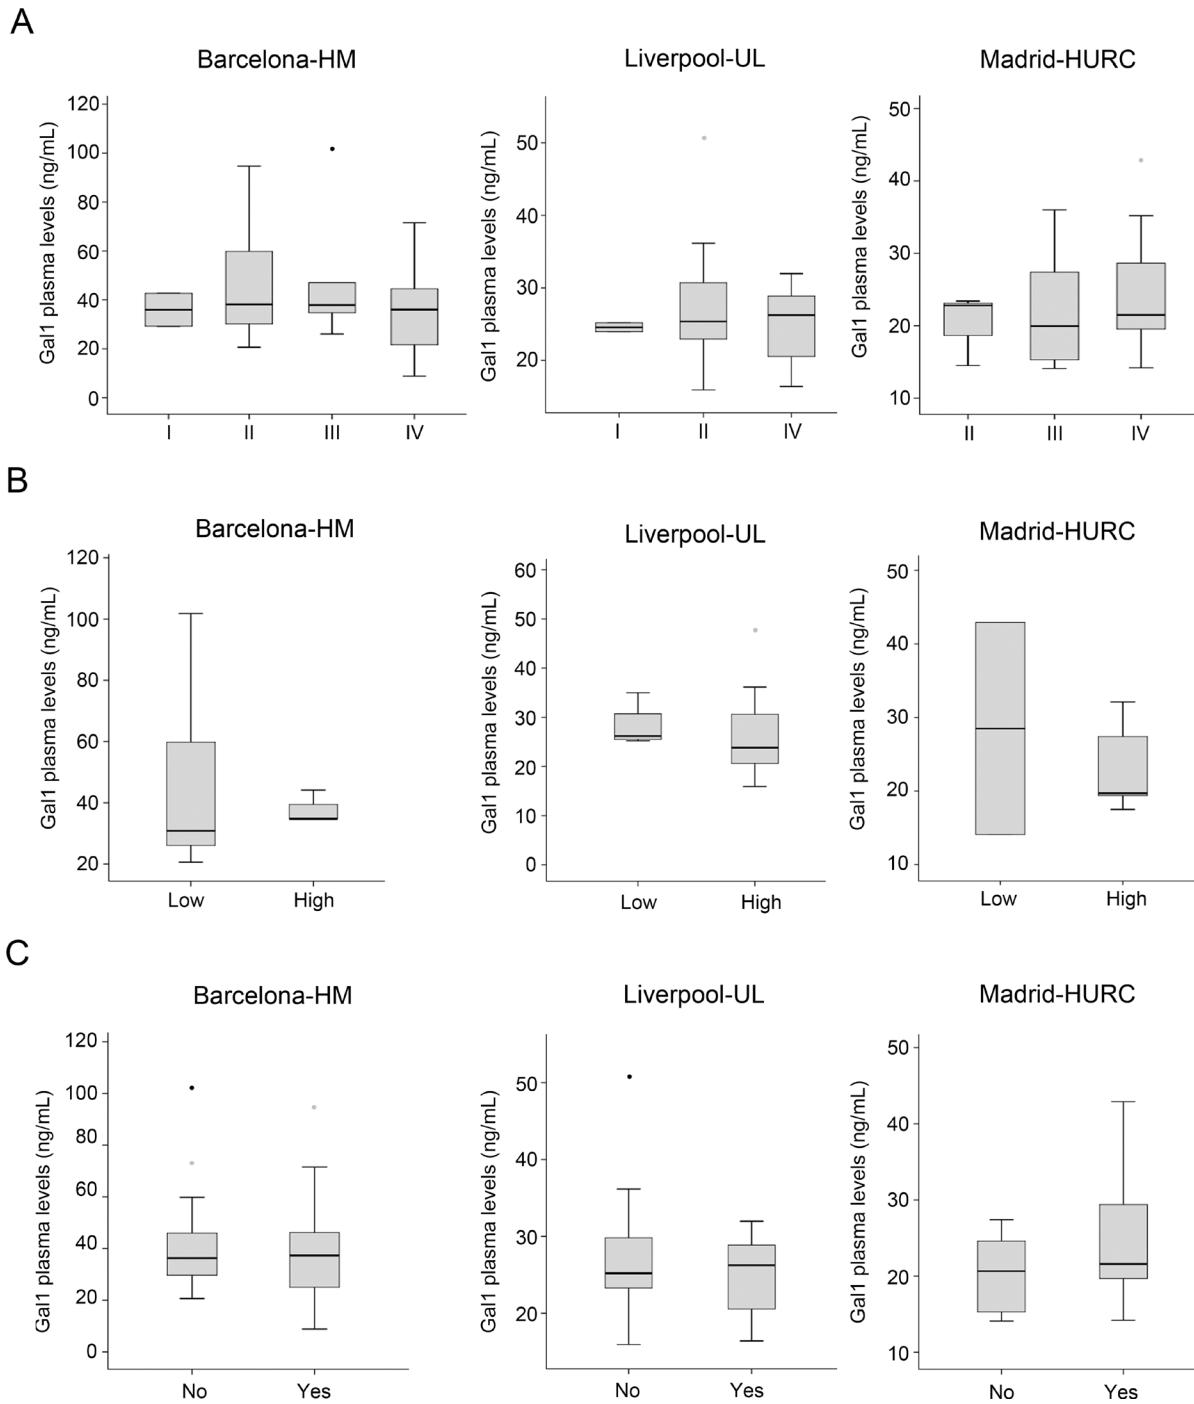 A
Barcelona-HM
Liverpool-UL
Madrid-HURC
Gal1 plasma levels (ng/mL)
120
100
80
60
40
20
0
I II III IV
Gal1 plasma levels (ng/mL)
50
40
30
20
I II IV
Gal1 plasma levels (ng/mL)
50
40
30
20
10
II III IV
B
Barcelona-HM
Liverpool-UL
Madrid-HURC
Gal1 plasma levels (ng/mL)
120
100
80
60
40
20
Low High
Gal1 plasma levels (ng/mL)
60
50
40
30
20
10
0
Low High
Gal1 plasma levels (ng/mL)
50
40
30
20
10
Low High
C
Barcelona-HM
Liverpool-UL
Madrid-HURC
Gal1 plasma levels (ng/mL)
120
100
80
60
40
20
0
No Yes
Gal1 plasma levels (ng/mL)
50
40
30
20
No Yes
Gal1 plasma levels (ng/mL)
50
40
30
20
10
No Yes